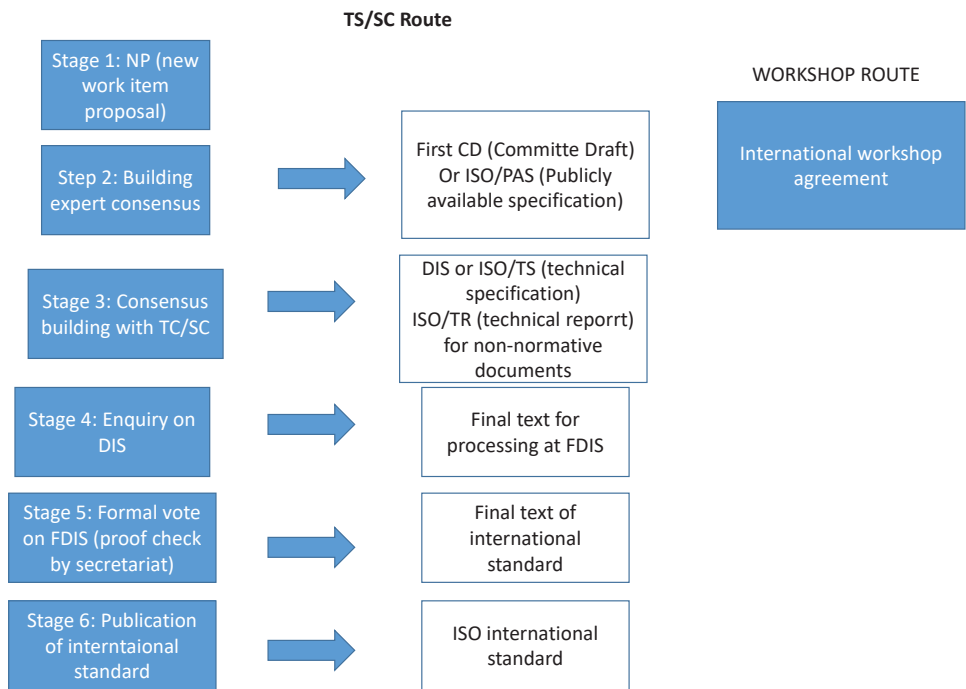 TS/SC Route
Stage 1: NP (new
work item
proposal)
WORKSHOP ROUTE
International workshop
agreement
Step 2: Building
expert consensus
First CD (Committe Draft)
Or ISO/PAS (Publicly
available specification)
Stage 3: Consensus
building with TC/SC
DIS or ISO/TS (technical
specification)
ISO/TR (technical reporrt)
for non-normative
documents
Stage 4: Enquiry on
DIS
Final text for
processing at FDIS
Stage 5: Formal vote
on FDIS (proof check
by secretariat)
Final text of
international
standard
Stage 6: Publication
of interntaional
standard
ISO international
standard